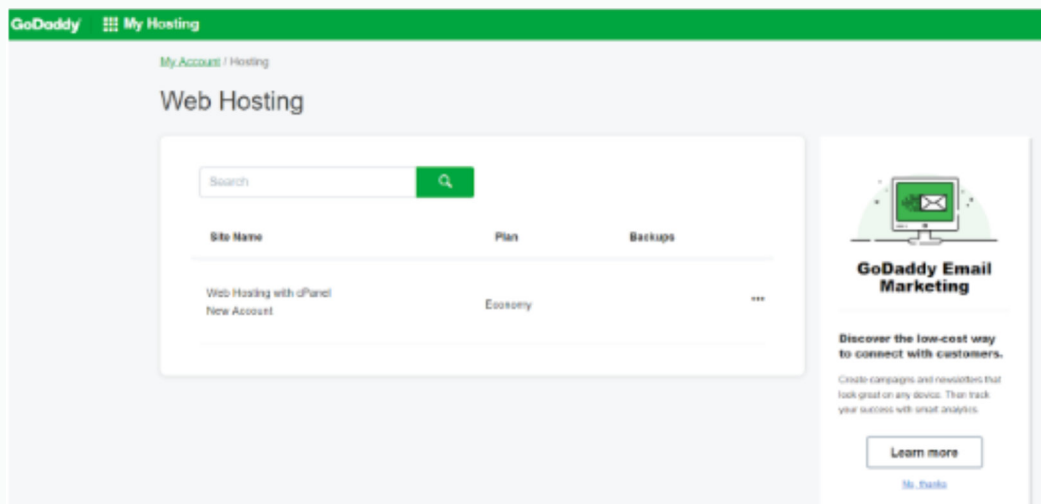 GoDaddy My Hosting
My Account / Hosting
Web Hosting
Search
Site Name Plan Backups
Web Hosting with cPanel
New Account
Economy
GoDaddy Email
Marketing
Discover the low-cost way
to connect with customers.
Create campaigns and newsletters that
look great on any device. Then track
your success with smart analytics.
Learn more
No, thanks